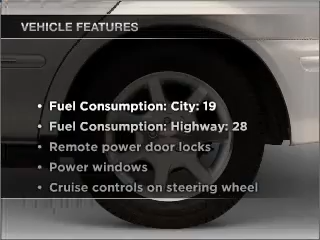 VEHICLE FEATURES
• Fuel Consumption: City: 19
• Fuel Consumption: Highway: 28
• Remote power door locks
• Power windows
• Cruise controls on steering wheel